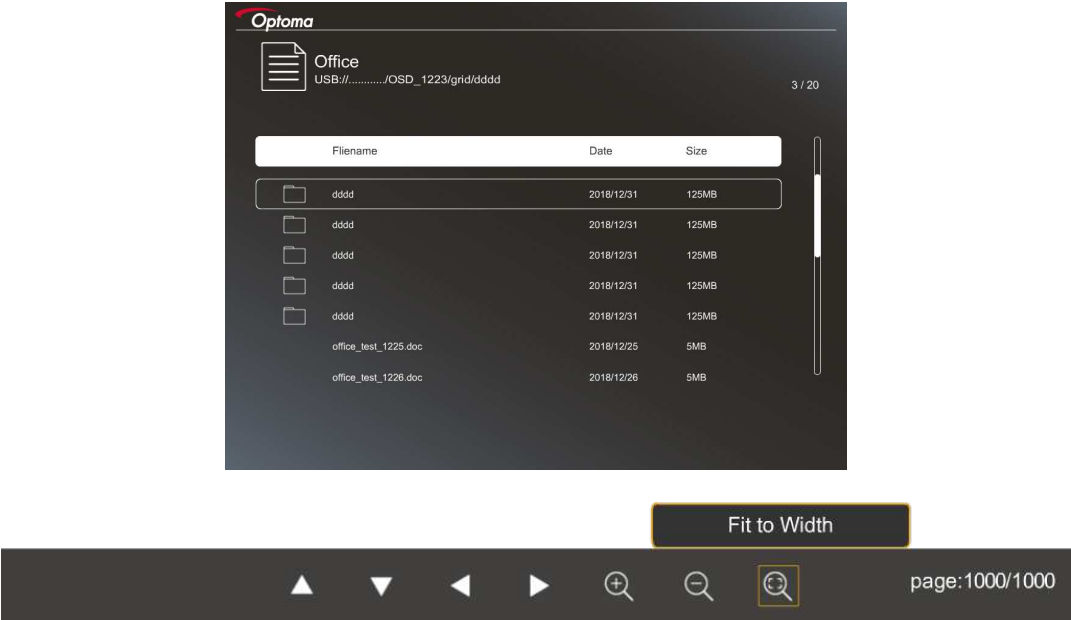 Optoma
Office
USB://.........../OSD_1223/grid/dddd
3 / 20
Fliename Date Size
dddd 2018/12/31 125MB
dddd 2018/12/31 125MB
dddd 2018/12/31 125MB
dddd 2018/12/31 125MB
dddd 2018/12/31 125MB
office_test_1225.doc 2018/12/25 5MB
office_test_1226.doc 2018/12/26 5MB
Fit to Width
page:1000/1000